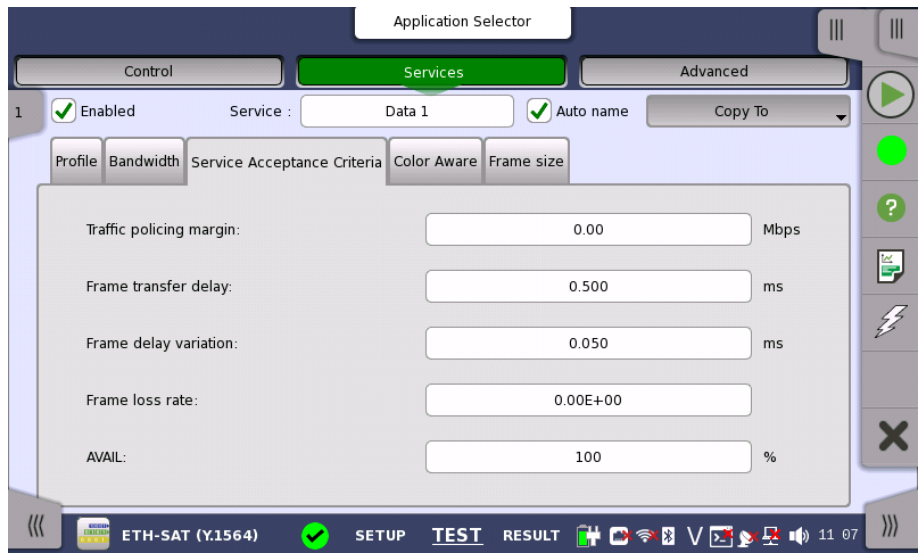 Application Selector
Control Services Advanced
1 Enabled Service : Data 1 Auto name Copy To
Profile Bandwidth Service Acceptance Criteria Color Aware Frame size
Traffic policing margin: 0.00 Mbps
Frame transfer delay: 0.500 ms
Frame delay variation: 0.050 ms
Frame loss rate: 0.00E+00
AVAIL: 100 %
ETH-SAT (Y.1564) SETUP TEST RESULT V 11 07